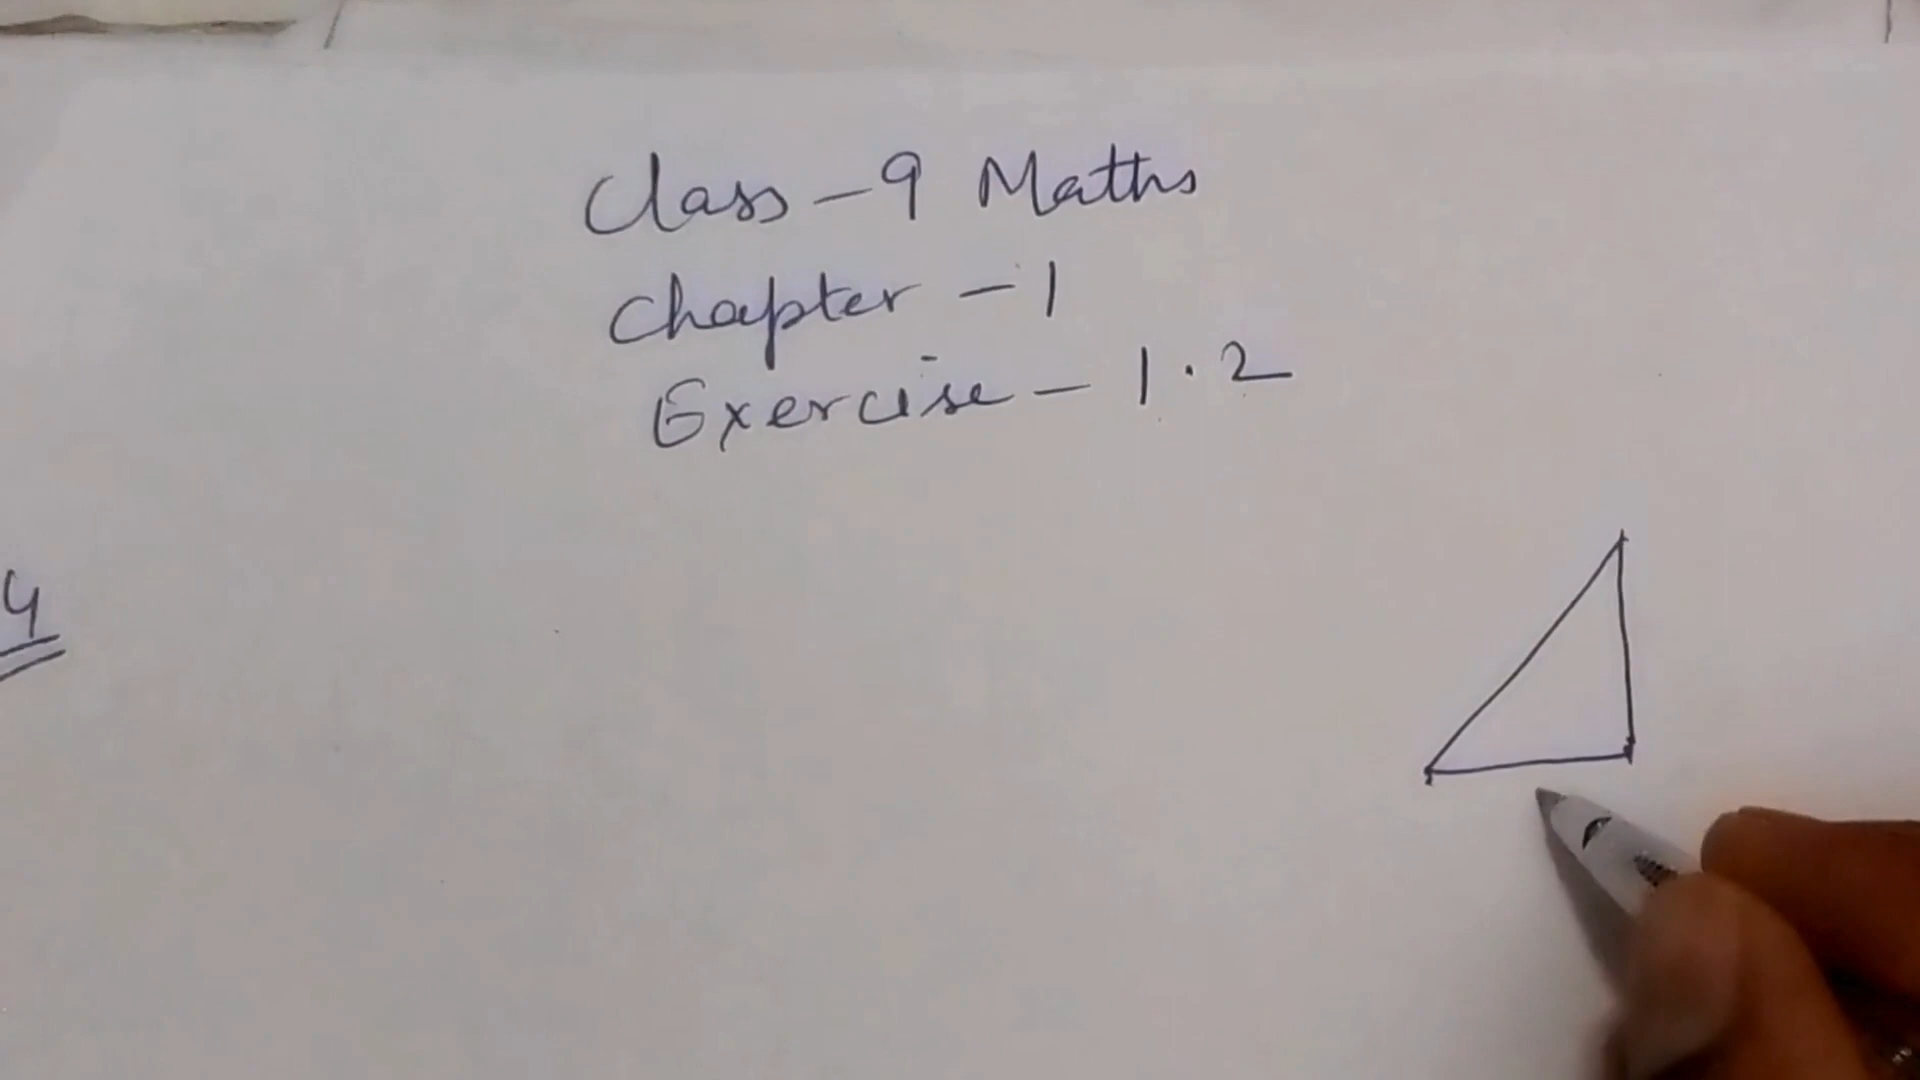 Class - 9 Maths
Chapter - 1
Exercise - 1.2
4